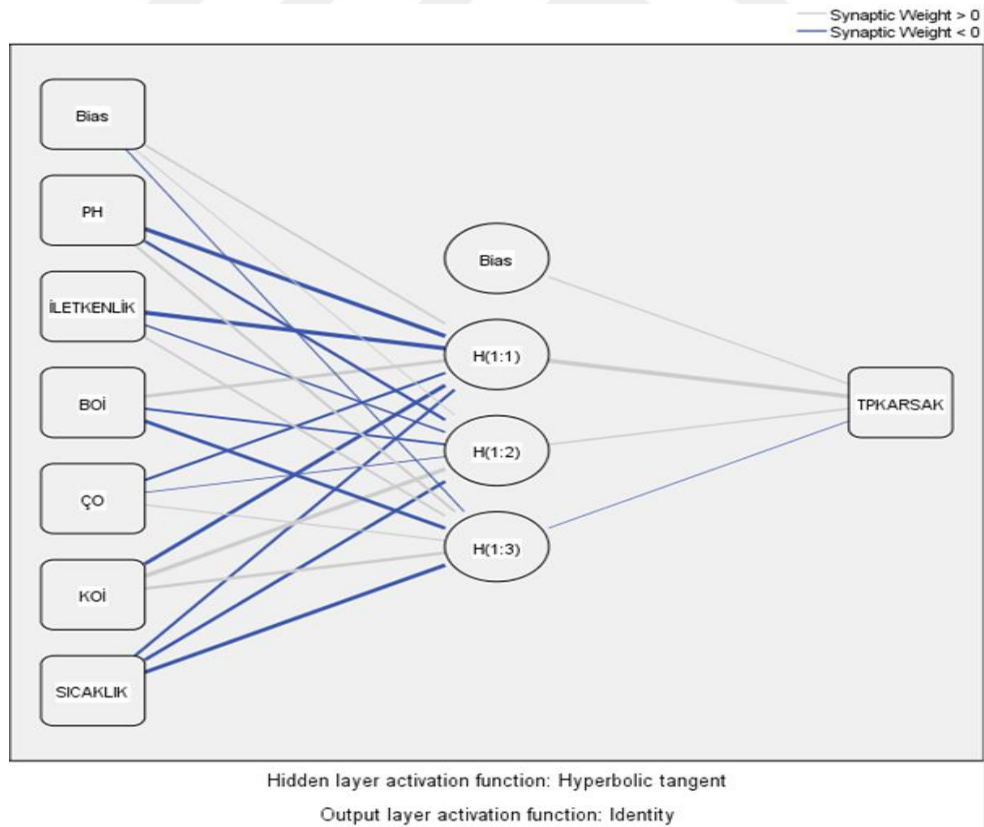 Synaptic Weight > 0
Synaptic Weight < 0
Bias
PH
İLETKENLİK
BOİ
ÇO
KOİ
SICAKLIK
Bias
H(1:1)
H(1:2)
H(1:3)
TPKARSAK
Hidden layer activation function: Hyperbolic tangent
Output layer activation function: Identity